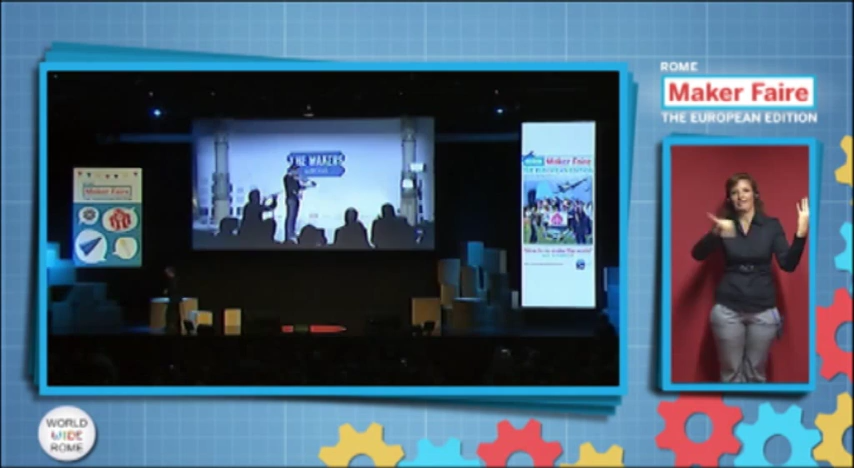 ROME
Maker Faire
THE EUROPEAN EDITION
THE MAKERS
Maker Faire
Maker Faire
THE EUROPEAN EDITION
WORLD
WIDE
ROME